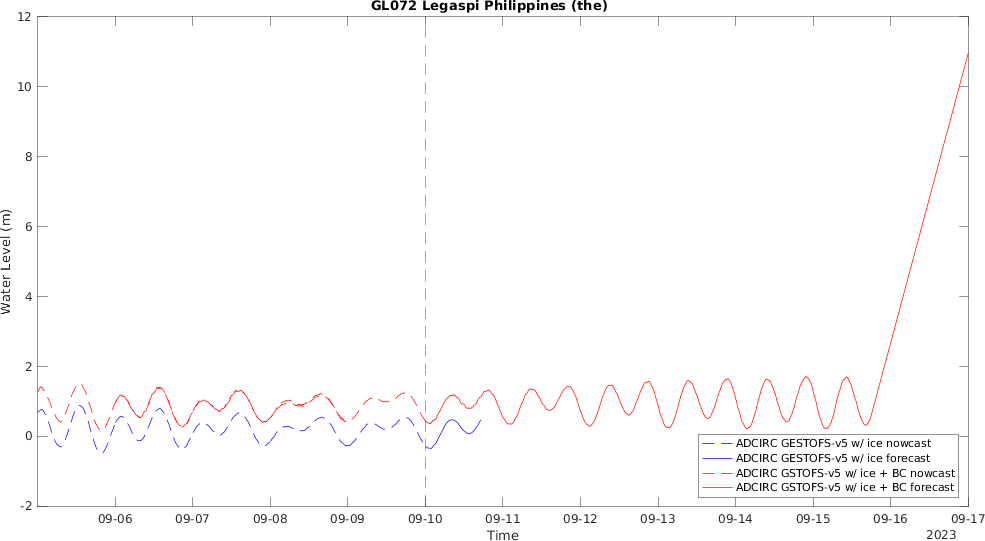 GL072 Legaspi Philippines (the)
12
10
8
6
4
2
0
-2
Water Level (m)
ADCIRC GESTOFS-v5 w/ ice nowcast
ADCIRC GESTOFS-v5 w/ ice forecast
ADCIRC GSTOFS-v5 w/ ice + BC nowcast
ADCIRC GSTOFS-v5 w/ ice + BC forecast
09-06 09-07 09-08 09-09 09-10 09-11 09-12 09-13 09-14 09-15 09-16 09-17
Time
2023